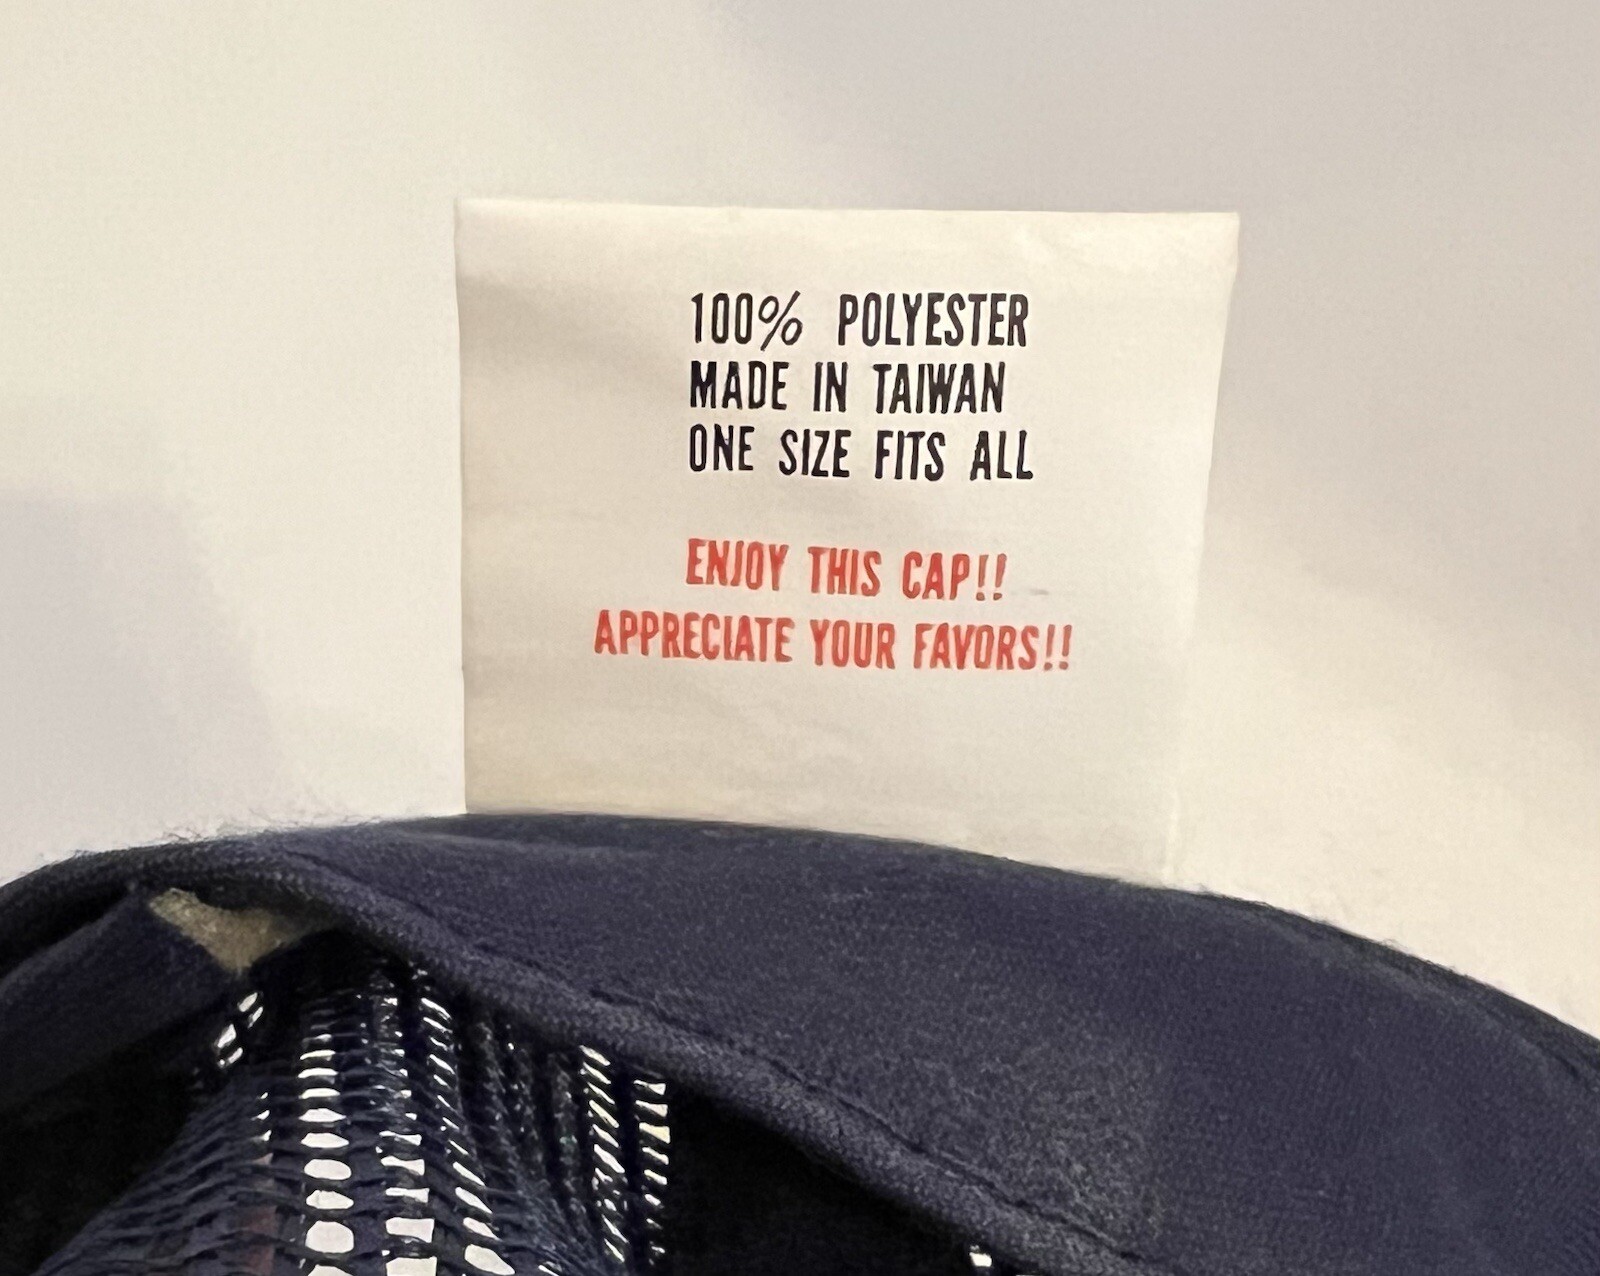 100% POLYESTER
MADE IN TAIWAN
ONE SIZE FITS ALL
ENJOY THIS CAP!!
APPRECIATE YOUR FAVORS!!